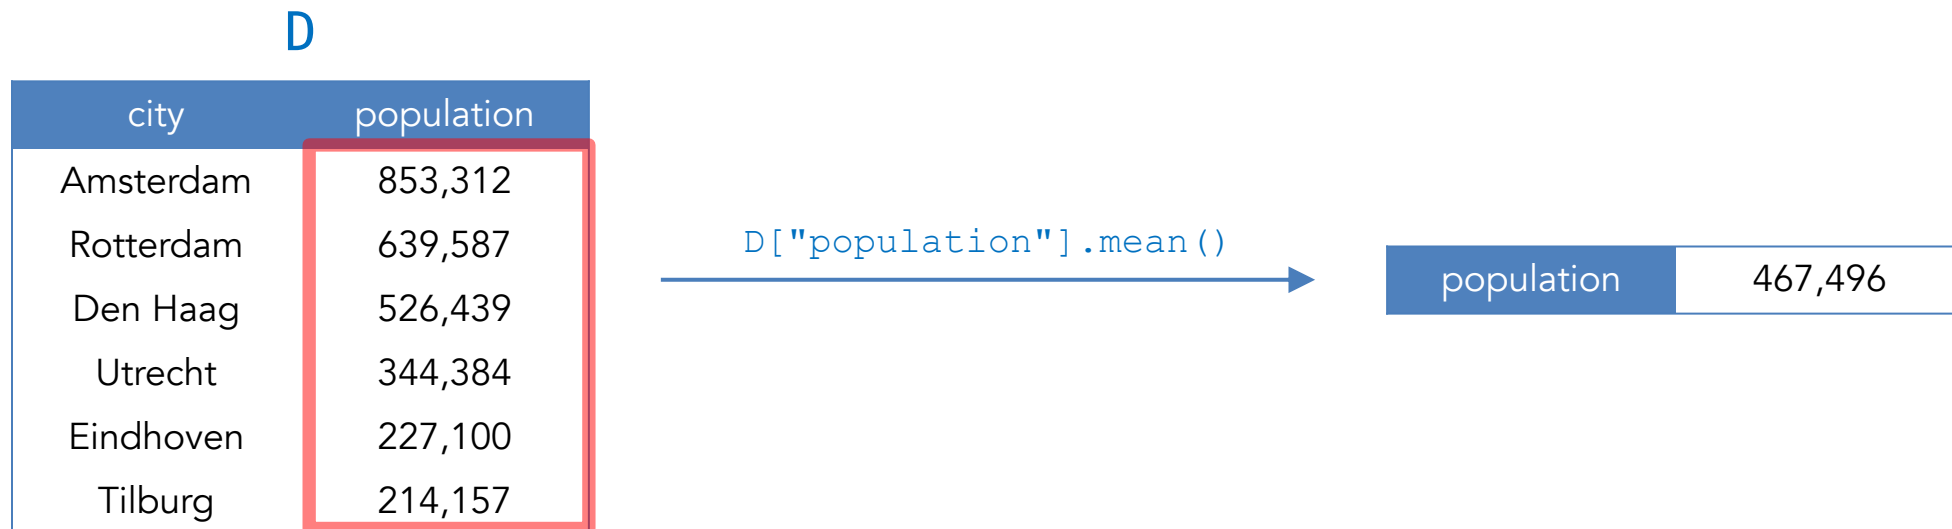 D
city population
Amsterdam 853,312
Rotterdam 639,587
Den Haag 526,439
Utrecht 344,384
Eindhoven 227,100
Tilburg 214,157
D["population"].mean()
population 467,496